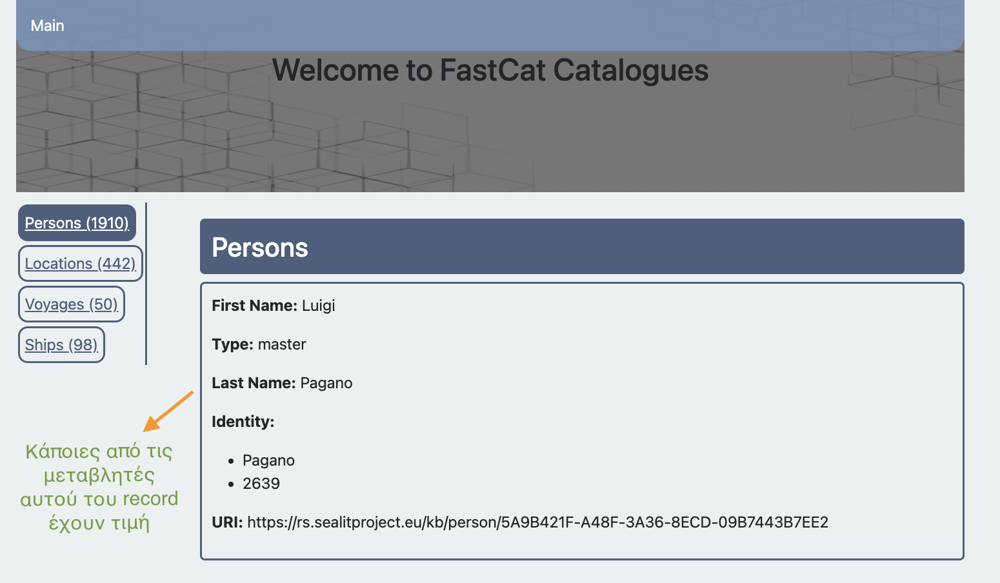 Main
Welcome to FastCat Catalogues
Persons (1910)
Locations (442)
Voyages (50)
Ships (98)
Κάποιες από τις
μεταβλητές
αυτού του record
έχουν τιμή
Persons
First Name: Luigi
Type: master
Last Name: Pagano
Identity:
• Pagano
• 2639
URI: https://rs.sealitproject.eu/kb/person/5A9B421F-A48F-3A36-8ECD-09B7443B7EE2